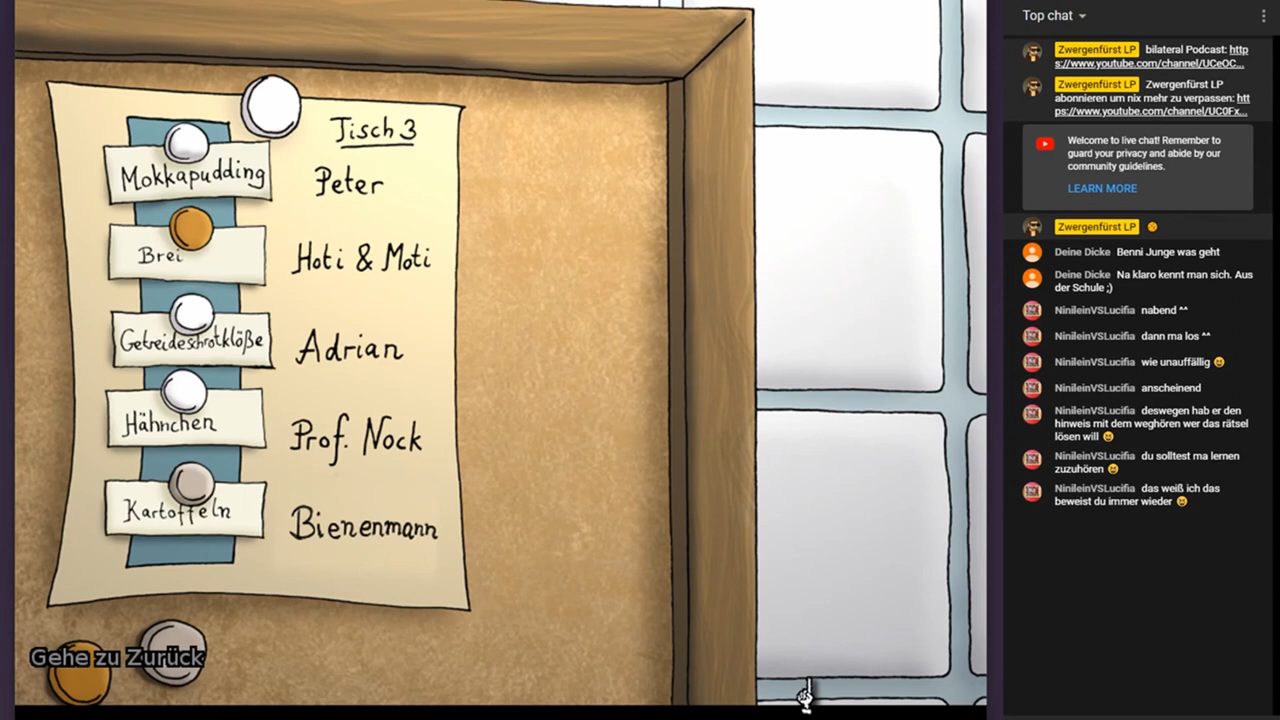 Tisch 3
Mokkapudding Peter
Brei Hoti & Moti
Getreideschrotklöße Adrian
Hähnchen Prof. Nock
Kartoffeln Bienenmann
Gehe zu Zurück
Top chat
Zwergenfürst LP bilateral Podcast: http
s://www.youtube.com/channel/UCeOC...
Zwergenfürst LP Zwergenfürst LP
abonnieren um nix mehr zu verpassen: htt
ps://www.youtube.com/channel/UC0Fx...
Welcome to live chat! Remember to
guard your privacy and abide by our
community guidelines.
LEARN MORE
Zwergenfürst LP
Deine Dicke Benni Junge was geht
Deine Dicke Na klaro kennt man sich. Aus
der Schule ;)
NinileinVSLucifia nabend ^^
NinileinVSLucifia dann ma los ^^
NinileinVSLucifia wie unauffällig
NinileinVSLucifia anscheinend
NinileinVSLucifia deswegen hab er den
hinweis mit dem weghören wer das rätsel
lösen will
NinileinVSLucifia du solltest ma lernen
zuzuhören
NinileinVSLucifia das weiß ich das
beweist du immer wieder